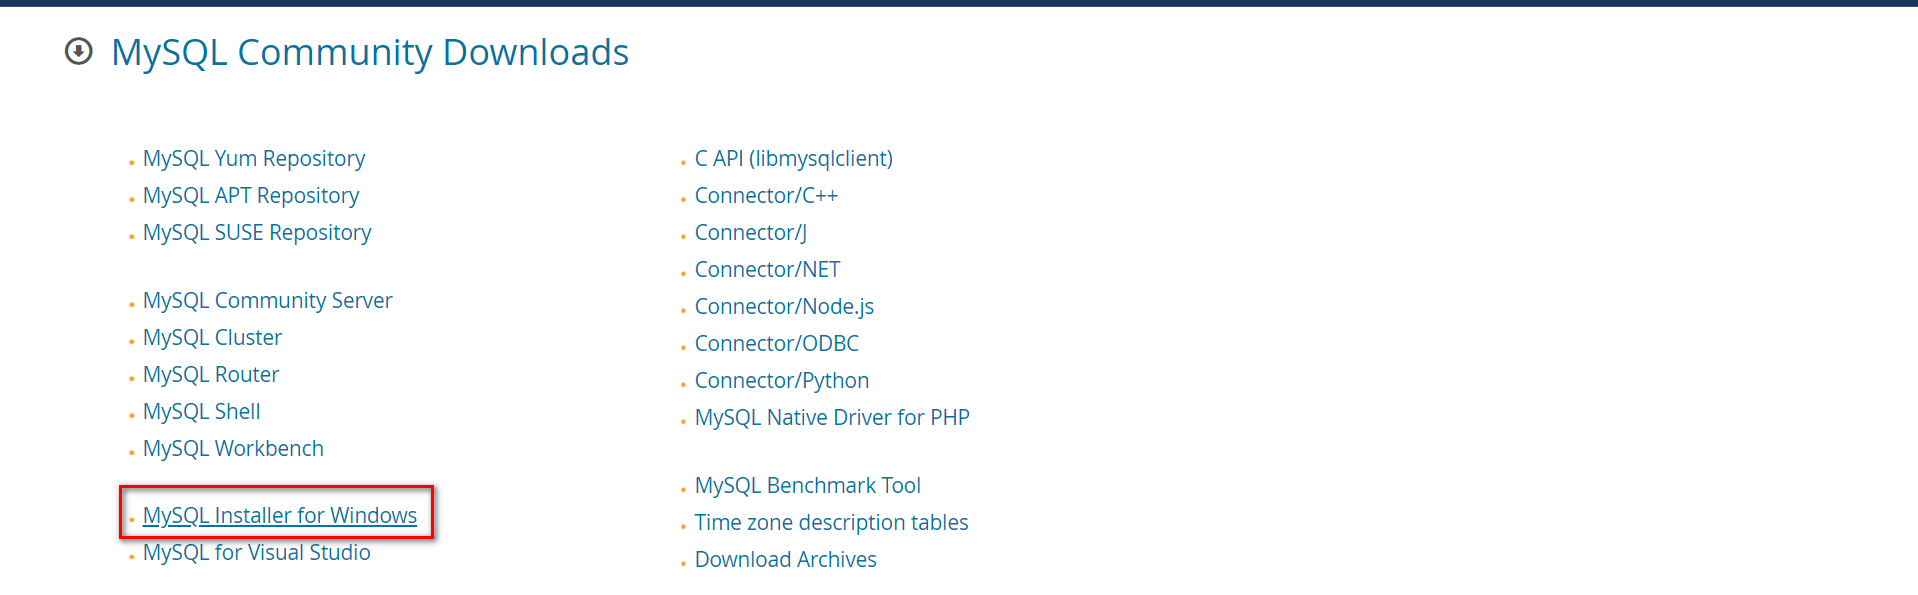 MySQL Community Downloads
MySQL Yum Repository
MySQL APT Repository
MySQL SUSE Repository
MySQL Community Server
MySQL Cluster
MySQL Router
MySQL Shell
MySQL Workbench
MySQL Installer for Windows
MySQL for Visual Studio
C API (libmysqlclient)
Connector/C++
Connector/J
Connector/NET
Connector/Node.js
Connector/ODBC
Connector/Python
MySQL Native Driver for PHP
MySQL Benchmark Tool
Time zone description tables
Download Archives